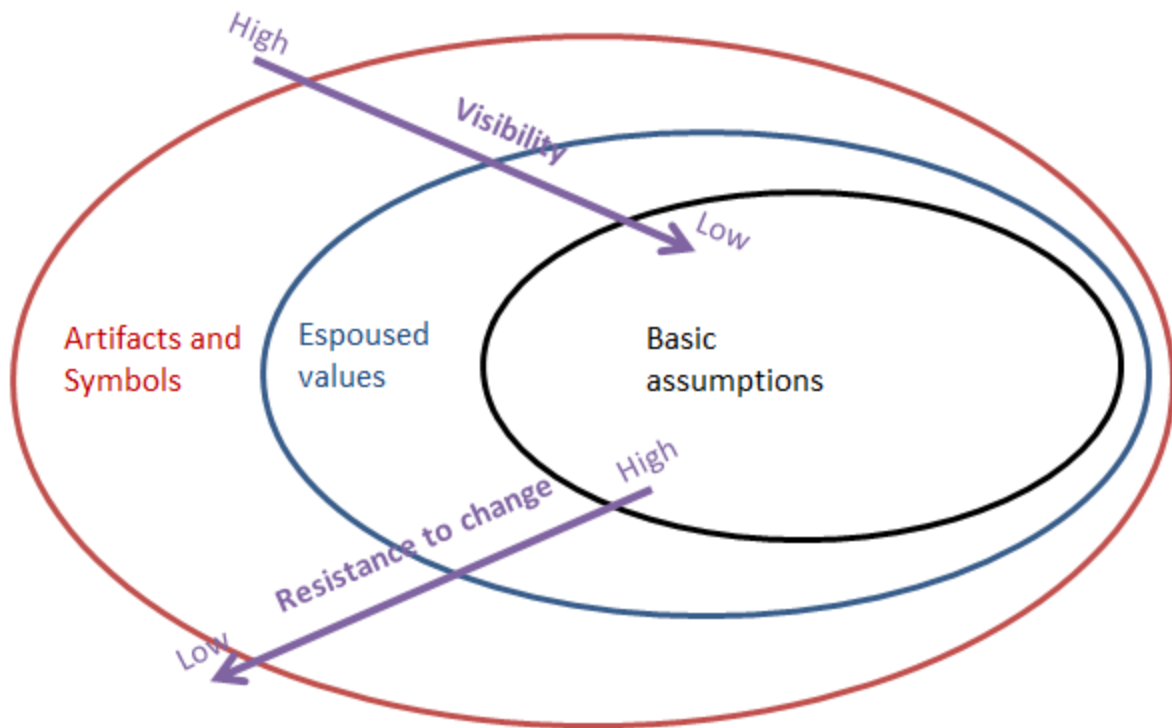 High
Visibility
Low
Artifacts and
Symbols
Espoused
values
Basic
assumptions
High
Resistance to change
Low